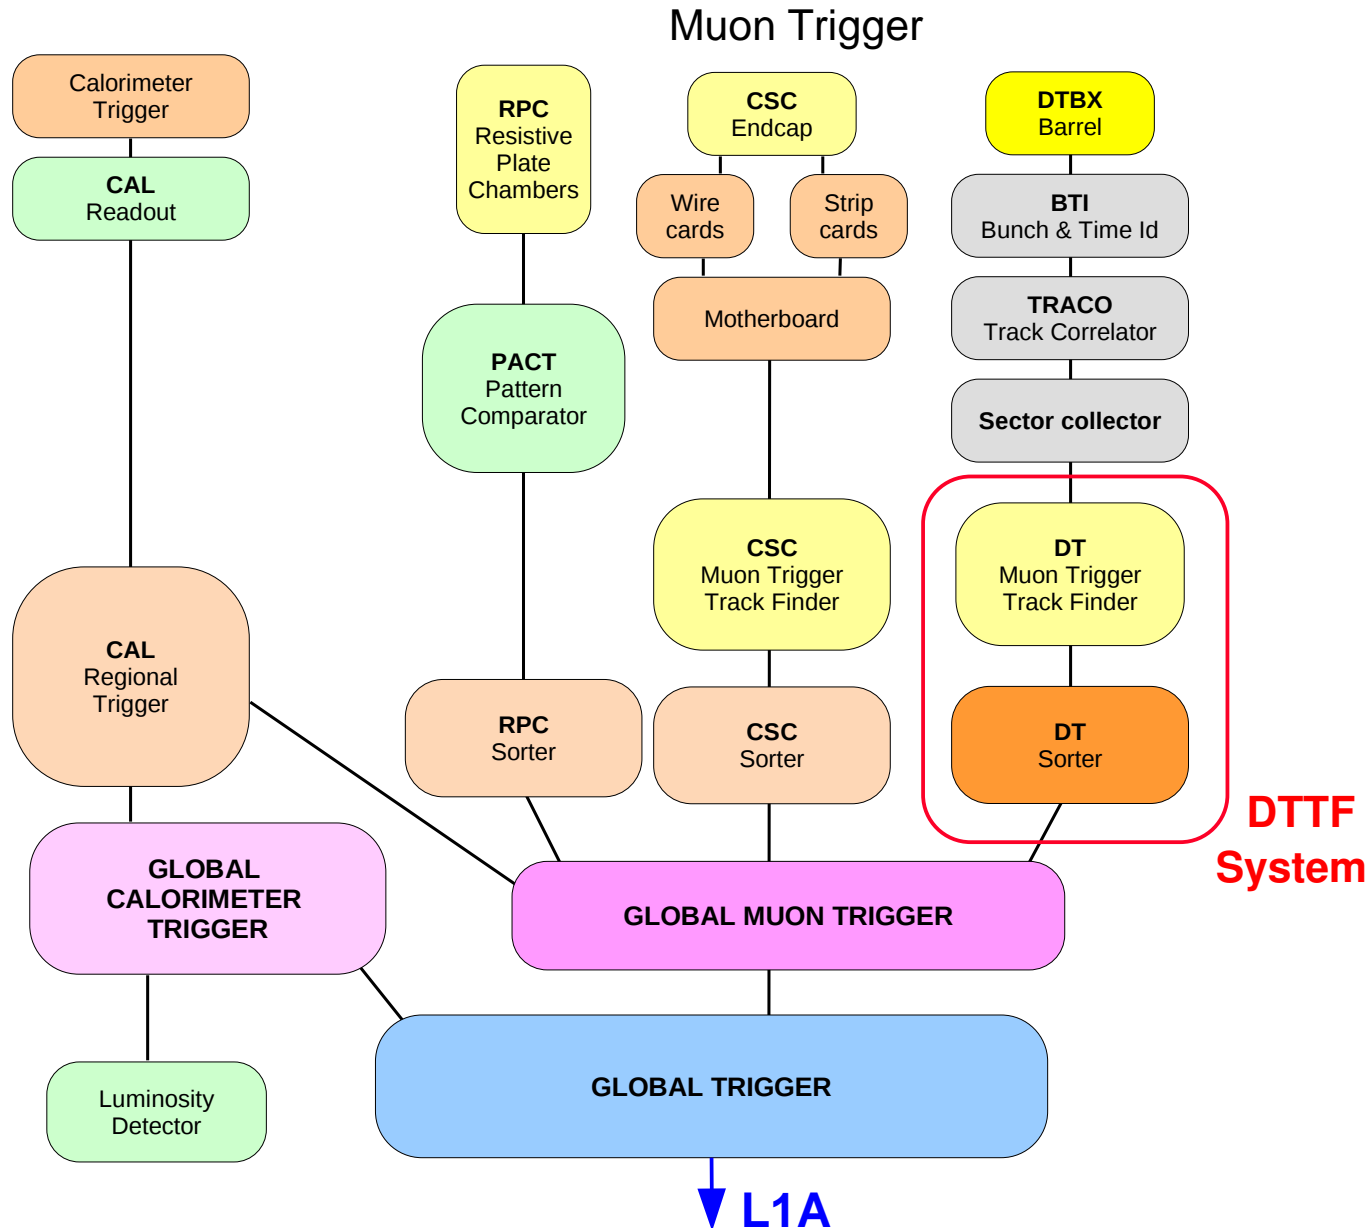 Muon Trigger
Calorimeter
Trigger
CAL
Readout
RPC
Resistive
Plate
Chambers
CSC
Endcap
DTBX
Barrel
Wire
cards
Strip
cards
BTI
Bunch & Time Id
Motherboard
TRACO
Track Correlator
PACT
Pattern
Comparator
Sector collector
CSC
Muon Trigger
Track Finder
DT
Muon Trigger
Track Finder
CAL
Regional
Trigger
RPC
Sorter
CSC
Sorter
DT
Sorter
DTTF
System
GLOBAL
CALORIMETER
TRIGGER
GLOBAL MUON TRIGGER
Luminosity
Detector
GLOBAL TRIGGER
L1A